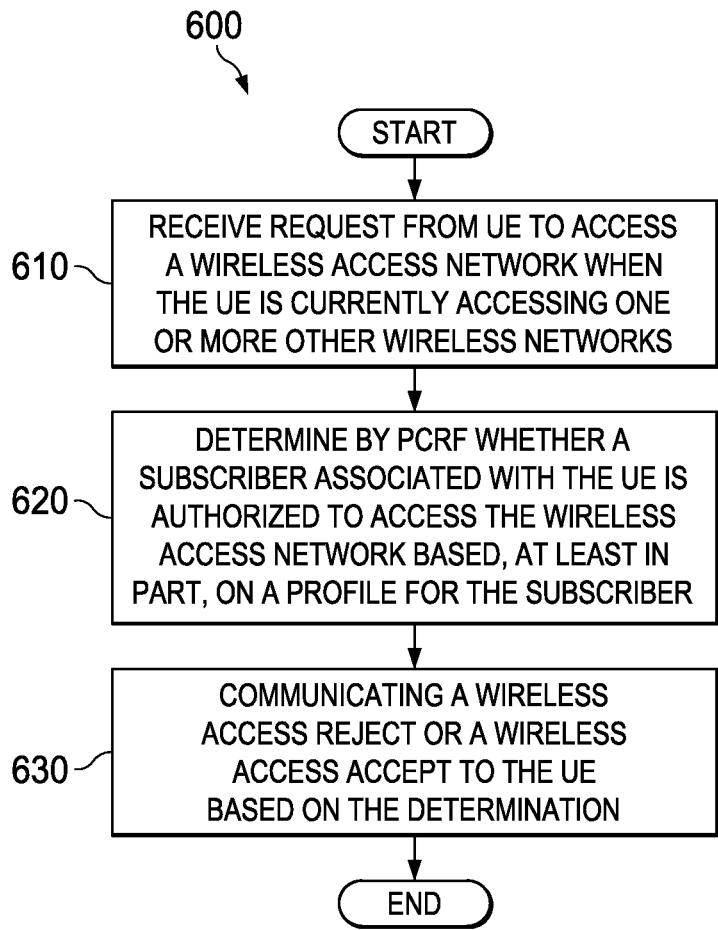 600
START
610
RECEIVE REQUEST FROM UE TO ACCESS
A WIRELESS ACCESS NETWORK WHEN
THE UE IS CURRENTLY ACCESSING ONE
OR MORE OTHER WIRELESS NETWORKS
620
DETERMINE BY PCRF WHETHER A
SUBSCRIBER ASSOCIATED WITH THE UE IS
AUTHORIZED TO ACCESS THE WIRELESS
ACCESS NETWORK BASED, AT LEAST IN
PART, ON A PROFILE FOR THE SUBSCRIBER
630
COMMUNICATING A WIRELESS
ACCESS REJECT OR A WIRELESS
ACCESS ACCEPT TO THE UE
BASED ON THE DETERMINATION
END